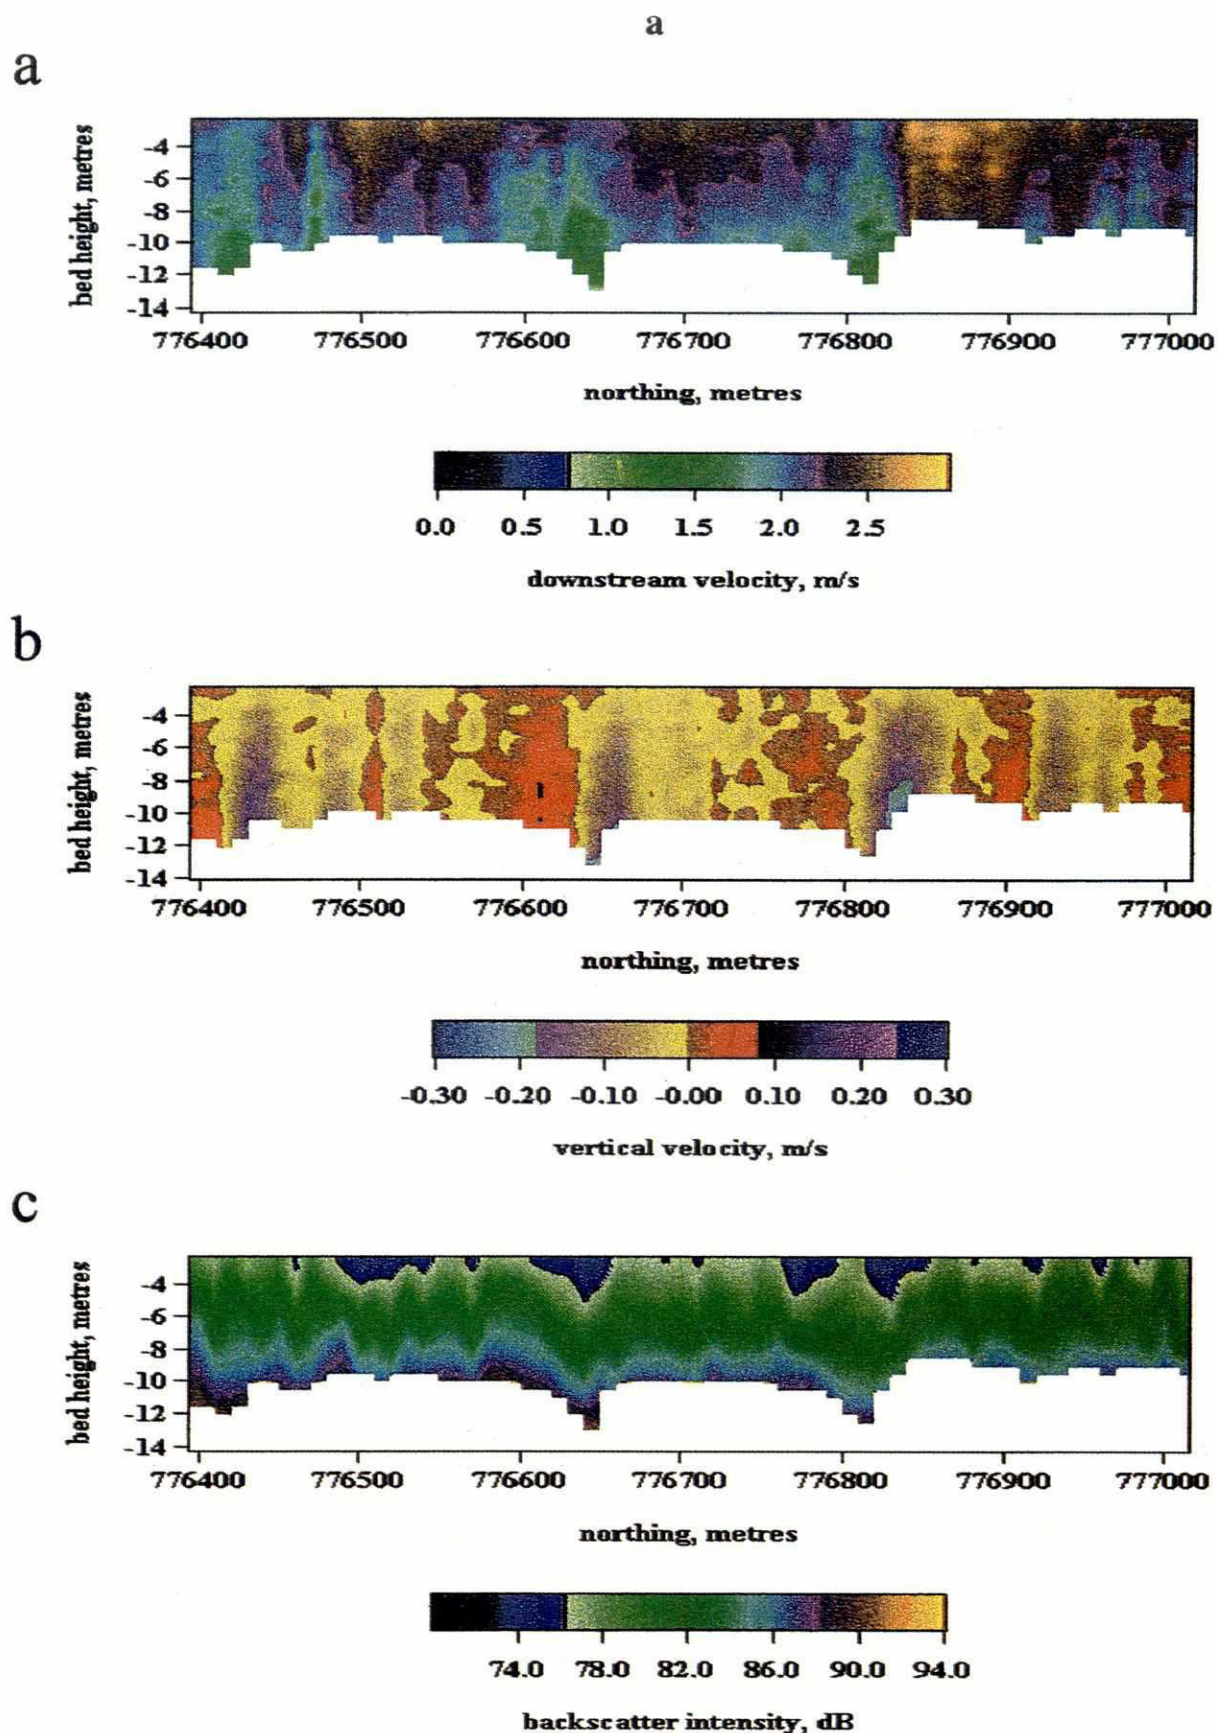 a
a
bed height, metres
-4
-6
-8
-10
-12
-14
776400 776500 776600 776700 776800 776900 777000
northing, metres
0.0 0.5 1.0 1.5 2.0 2.5
downstream velocity, m/s
b
bed height, metres
-4
-6
-8
-10
-12
-14
776400 776500 776600 776700 776800 776900 777000
northing, metres
-0.30 -0.20 -0.10 -0.00 0.10 0.20 0.30
vertical velocity, m/s
c
bed height, metres
-4
-6
-8
-10
-12
-14
776400 776500 776600 776700 776800 776900 777000
northing, metres
74.0 78.0 82.0 86.0 90.0 94.0
backscatter intensity, dB